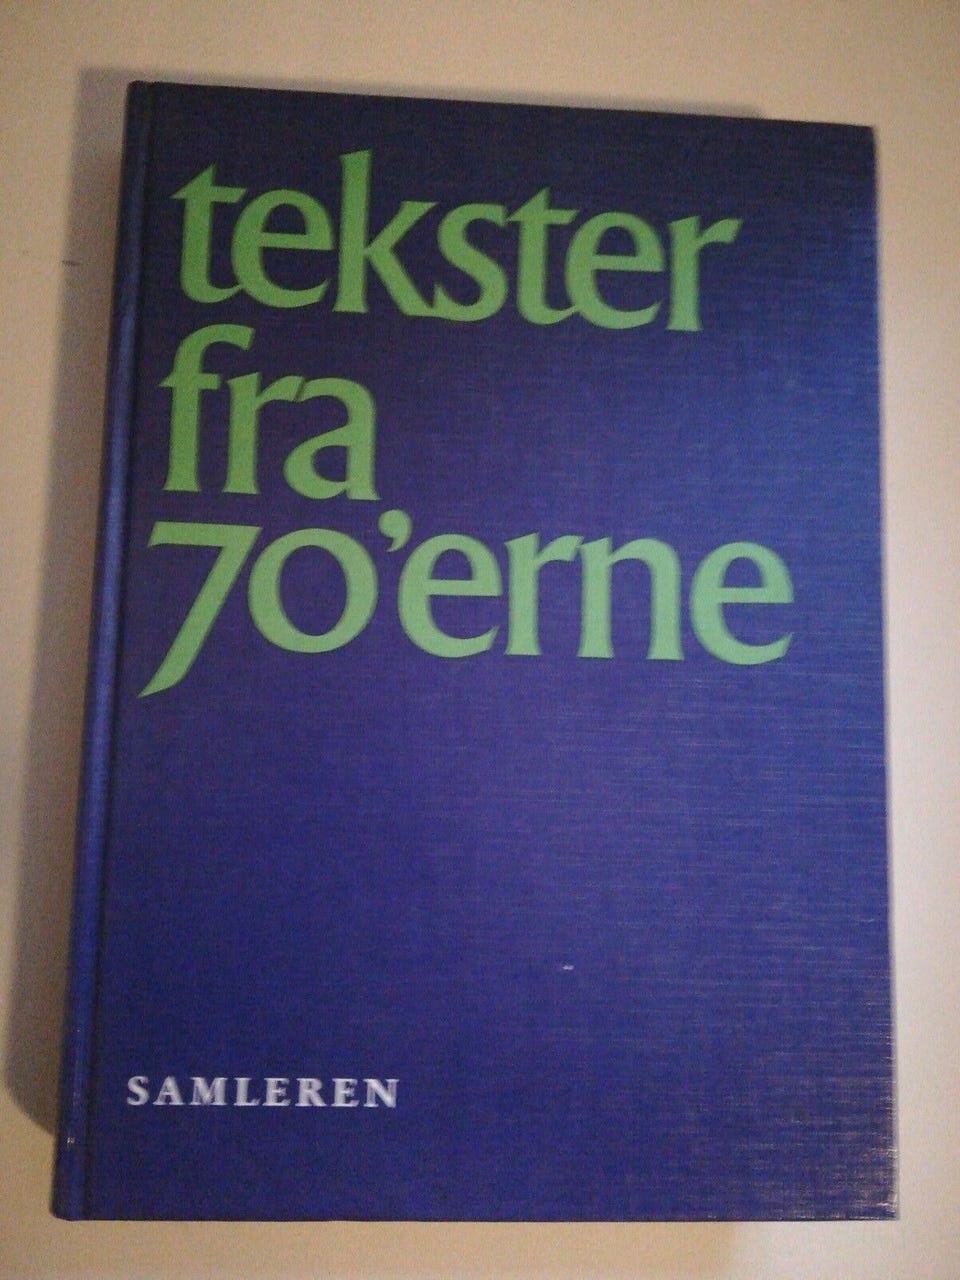 tekster
fra
70'erne
SAMLEREN